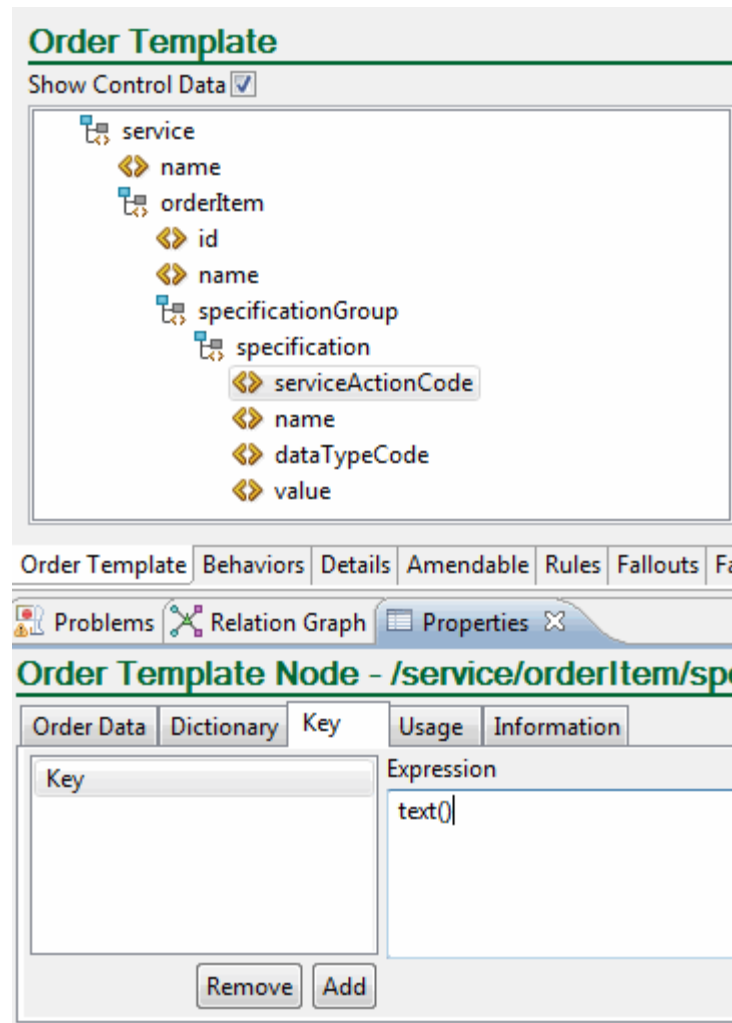 Order Template
Show Control Data
service
name
orderItem
id
name
specificationGroup
specification
serviceActionCode
name
dataTypeCode
value
Order Template Behaviors Details Amendable Rules Fallouts
Problems Relation Graph Properties
Order Template Node - /service/orderItem/sp
Order Data Dictionary Key Usage Information
Key Expression
text()
Remove Add